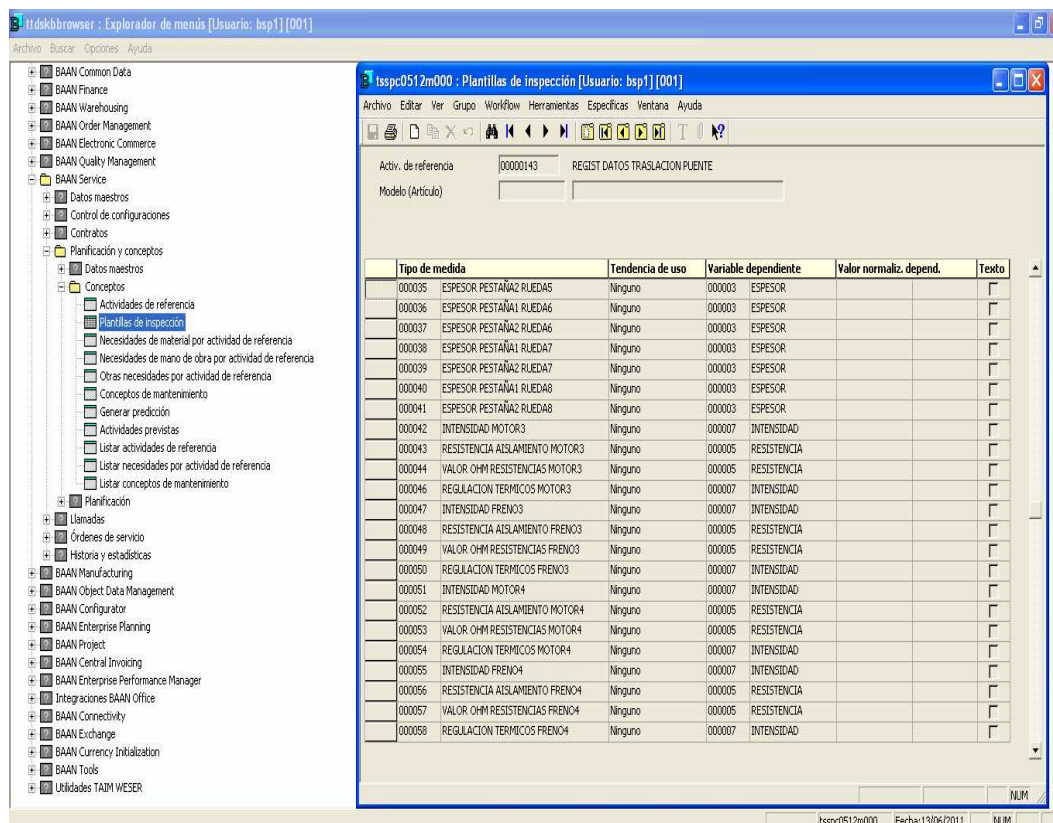 ttdskbbrowser : Explorador de menús [Usuario: bsp1] [001]
Archivo Buscar Opciones Ayuda
BAAN Common Data
BAAN Finance
BAAN Warehousing
BAAN Order Management
BAAN Electronic Commerce
BAAN Quality Management
BAAN Service
Datos maestros
Control de configuraciones
Contratos
Planificación y conceptos
Datos maestros
Conceptos
Actividades de referencia
Plantillas de inspección
Necesidades de material por actividad de referencia
Necesidades de mano de obra por actividad de referencia
Otras necesidades por actividad de referencia
Conceptos de mantenimiento
Generar predicción
Actividades previstas
Listar actividades de referencia
Listar necesidades por actividad de referencia
Listar conceptos de mantenimiento
Planificación
Llamadas
Órdenes de servicio
Historia y estadísticas
BAAN Manufacturing
BAAN Object Data Management
BAAN Configurator
BAAN Enterprise Planning
BAAN Project
BAAN Central Invoicing
BAAN Enterprise Performance Manager
Integraciones BAAN Office
BAAN Connectivity
BAAN Exchange
BAAN Currency Initialization
BAAN Tools
Utilidades TAIM WESER
tsspc0512m000 : Plantillas de inspección [Usuario: bsp1] [001]
Archivo Editar Ver Grupo Workflow Herramientas Específicas Ventana Ayuda
Activ. de referencia 00000143 REGIST DATOS TRASLACION PUENTE
Modelo (Artículo)
Tipo de medida Tendencia de uso Variable dependiente Valor normaliz. depend. Texto
000035 ESPESOR PESTAÑA2 RUEDA5 Ninguno 000003 ESPESOR
000036 ESPESOR PESTAÑA1 RUEDA6 Ninguno 000003 ESPESOR
000037 ESPESOR PESTAÑA2 RUEDA6 Ninguno 000003 ESPESOR
000038 ESPESOR PESTAÑA1 RUEDA7 Ninguno 000003 ESPESOR
000039 ESPESOR PESTAÑA2 RUEDA7 Ninguno 000003 ESPESOR
000040 ESPESOR PESTAÑA1 RUEDA8 Ninguno 000003 ESPESOR
000041 ESPESOR PESTAÑA2 RUEDA8 Ninguno 000003 ESPESOR
000042 INTENSIDAD MOTOR3 Ninguno 000007 INTENSIDAD
000043 RESISTENCIA AISLAMIENTO MOTOR3 Ninguno 000005 RESISTENCIA
000044 VALOR OHM RESISTENCIAS MOTOR3 Ninguno 000005 RESISTENCIA
000046 REGULACION TERMICOS MOTOR3 Ninguno 000007 INTENSIDAD
000047 INTENSIDAD FRENO3 Ninguno 000007 INTENSIDAD
000048 RESISTENCIA AISLAMIENTO FRENO3 Ninguno 000005 RESISTENCIA
000049 VALOR OHM RESISTENCIAS FRENO3 Ninguno 000005 RESISTENCIA
000050 REGULACION TERMICOS FRENO3 Ninguno 000007 INTENSIDAD
000051 INTENSIDAD MOTOR4 Ninguno 000007 INTENSIDAD
000052 RESISTENCIA AISLAMIENTO MOTOR4 Ninguno 000005 RESISTENCIA
000053 VALOR OHM RESISTENCIAS MOTOR4 Ninguno 000005 RESISTENCIA
000054 REGULACION TERMICOS MOTOR4 Ninguno 000007 INTENSIDAD
000055 INTENSIDAD FRENO4 Ninguno 000007 INTENSIDAD
000056 RESISTENCIA AISLAMIENTO FRENO4 Ninguno 000005 RESISTENCIA
000057 VALOR OHM RESISTENCIAS FRENO4 Ninguno 000005 RESISTENCIA
000058 REGULACION TERMICOS FRENO4 Ninguno 000007 INTENSIDAD
NUM
tsspc0512m000 Fecha:13/06/2011 NUM